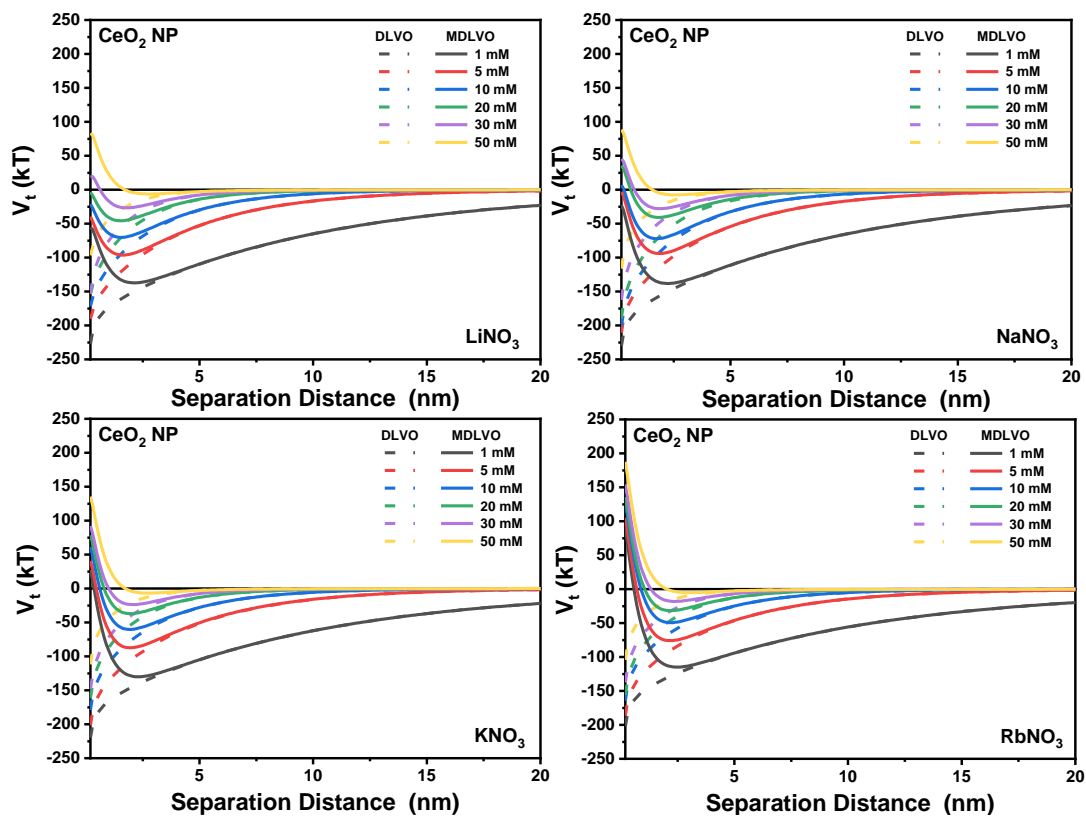 CeO2 NP
DLVO MDLVO
1 mM
5 mM
10 mM
20 mM
30 mM
50 mM
LiNO3
250
200
150
100
50
0
-50
-100
-150
-200
-250
Vt (kT)
5 10 15 20
Separation Distance (nm)
CeO2 NP
DLVO MDLVO
1 mM
5 mM
10 mM
20 mM
30 mM
50 mM
NaNO3
250
200
150
100
50
0
-50
-100
-150
-200
-250
Vt (kT)
5 10 15 20
Separation Distance (nm)
CeO2 NP
DLVO MDLVO
1 mM
5 mM
10 mM
20 mM
30 mM
50 mM
KNO3
250
200
150
100
50
0
-50
-100
-150
-200
-250
Vt (kT)
5 10 15 20
Separation Distance (nm)
CeO2 NP
DLVO MDLVO
1 mM
5 mM
10 mM
20 mM
30 mM
50 mM
RbNO3
250
200
150
100
50
0
-50
-100
-150
-200
-250
Vt (kT)
5 10 15 20
Separation Distance (nm)